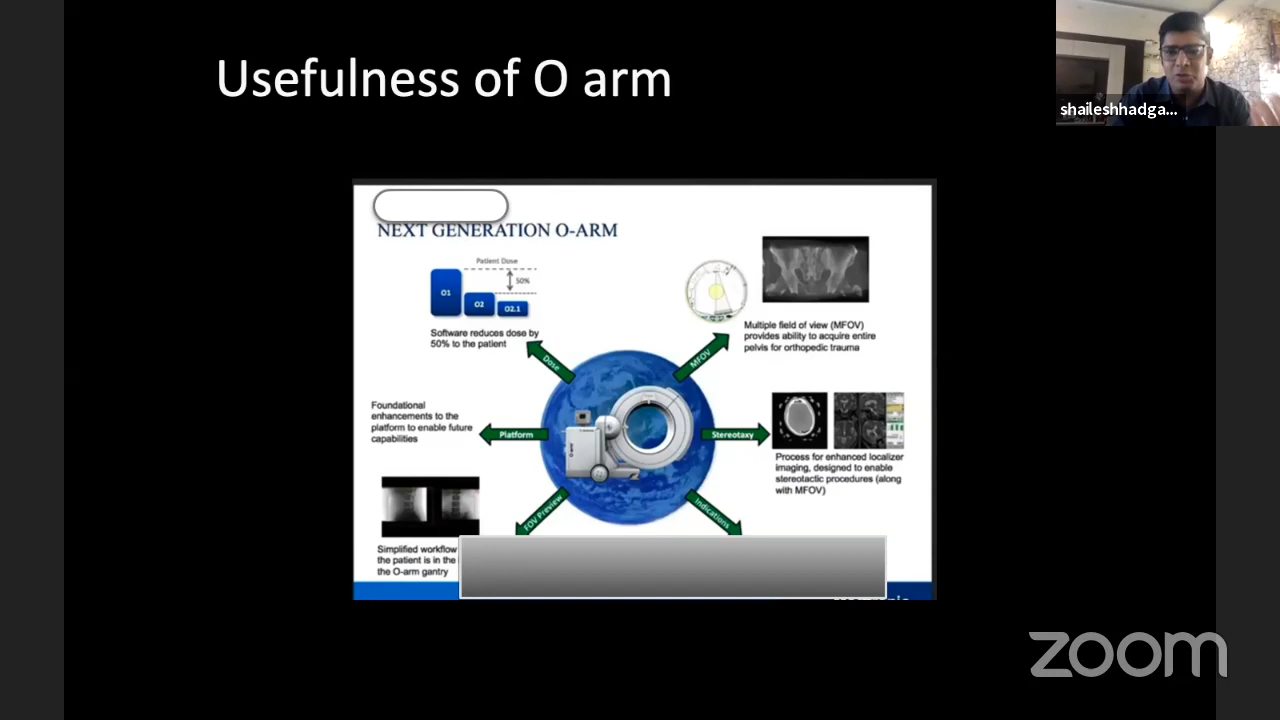 Usefulness of O arm
shaileshhadga...
NEXT GENERATION O-ARM
Patient Dose
50%
O1
O2
O2.1
Software reduces dose by
50% to the patient
Dose
MFOV
Multiple field of view (MFOV)
provides ability to acquire entire
pelvis for orthopedic trauma
Foundational
enhancements to the
platform to enable future
capabilities
Platform
Stereotaxy
Process for enhanced localizer
imaging, designed to enable
stereotactic procedures (along
with MFOV)
FOV Preview
Indications
Simplified workflow
the patient is in the
the O-arm gantry
zoom